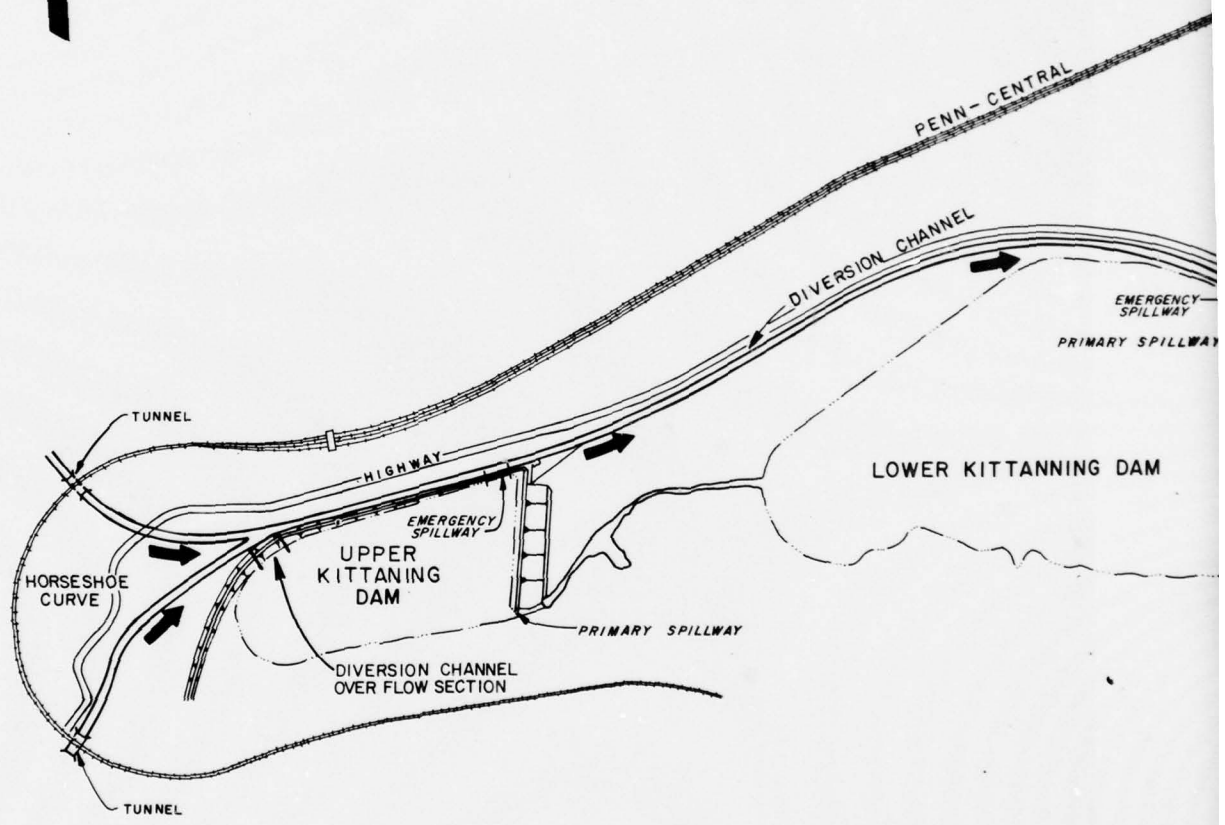 PENN-CENTRAL
DIVERSION CHANNEL
EMERGENCY
SPILLWAY
PRIMARY SPILLWAY
TUNNEL
HIGHWAY
LOWER KITTANNING DAM
EMERGENCY
SPILLWAY
UPPER
KITTANING
DAM
HORSESHOE
CURVE
PRIMARY SPILLWAY
DIVERSION CHANNEL
OVER FLOW SECTION
TUNNEL